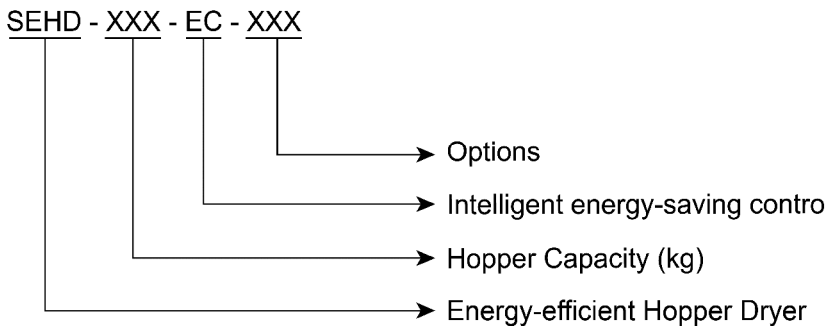 SEHD - XXX - EC - XXX
Options
Intelligent energy-saving contro
Hopper Capacity (kg)
Energy-efficient Hopper Dryer